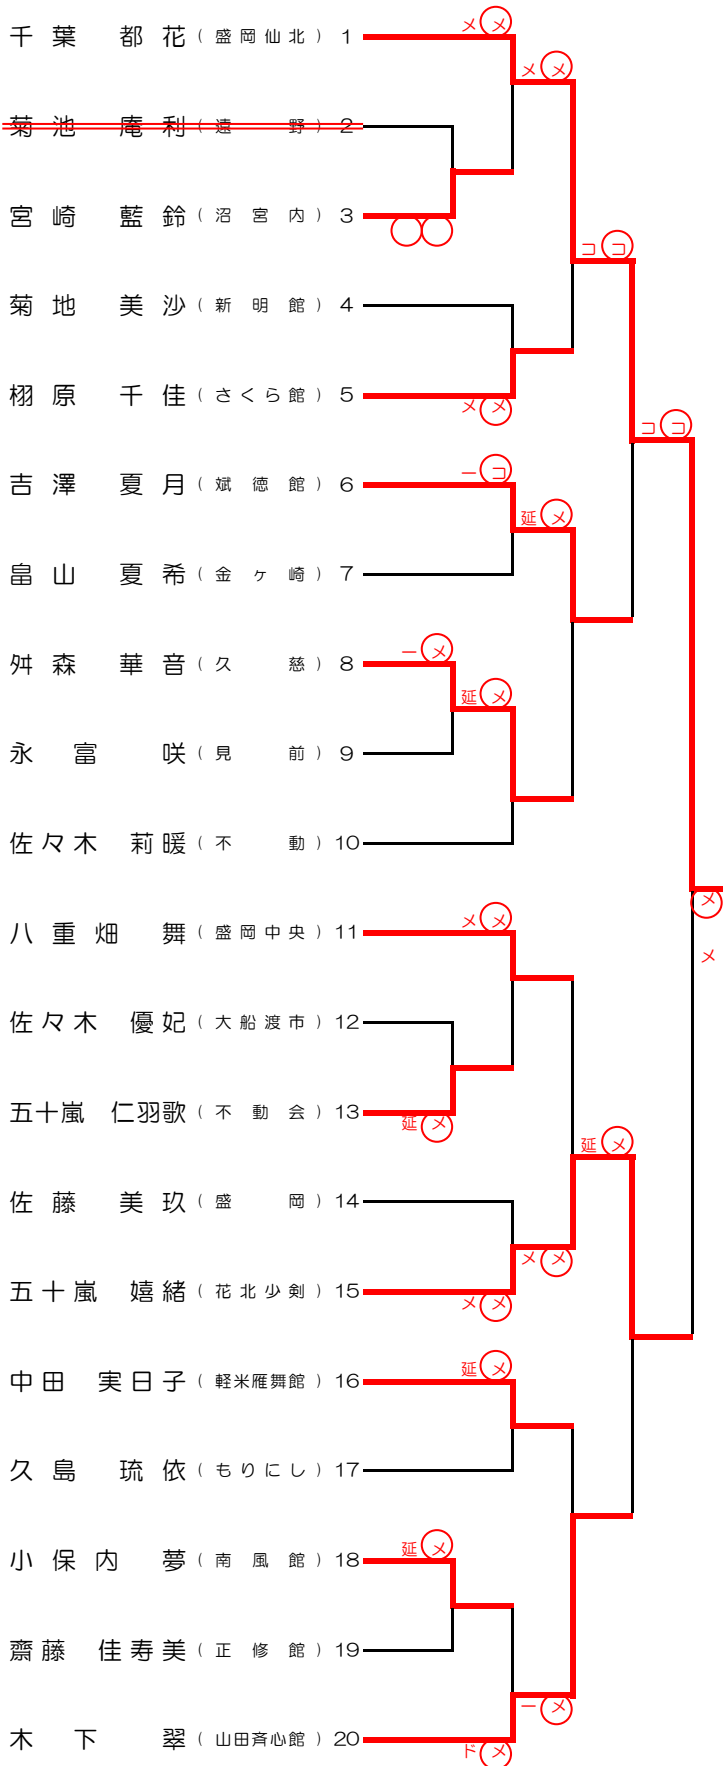 メメ
千葉 都花（盛岡仙北）1
メメ
菊池 庵利（遠野）2
宮崎 藍鈴（沼宮内）3
ココ
菊地 美沙（新明館）4
栩原 千佳（さくら館）5
メメ
ココ
一コ
吉澤 夏月（斌徳館）6
延メ
畠山 夏希（金ヶ崎）7
一メ
舛森 華音（久慈）8
延メ
永富 咲（見前）9
佐々木 莉暖（不動）10
メ
メメ
八重畑 舞（盛岡中央）11
メ
佐々木 優妃（大船渡市）12
五十嵐 仁羽歌（不動会）13
延メ
延メ
佐藤 美玖（盛岡）14
メメ
五十嵐 嬉緒（花北少剣）15
メメ
延メ
中田 実日子（軽米雁舞館）16
久島 琉依（もりにし）17
延メ
小保内 夢（南風館）18
齋藤 佳寿美（正修館）19
一メ
木下 翠（山田斉心館）20
ドメ